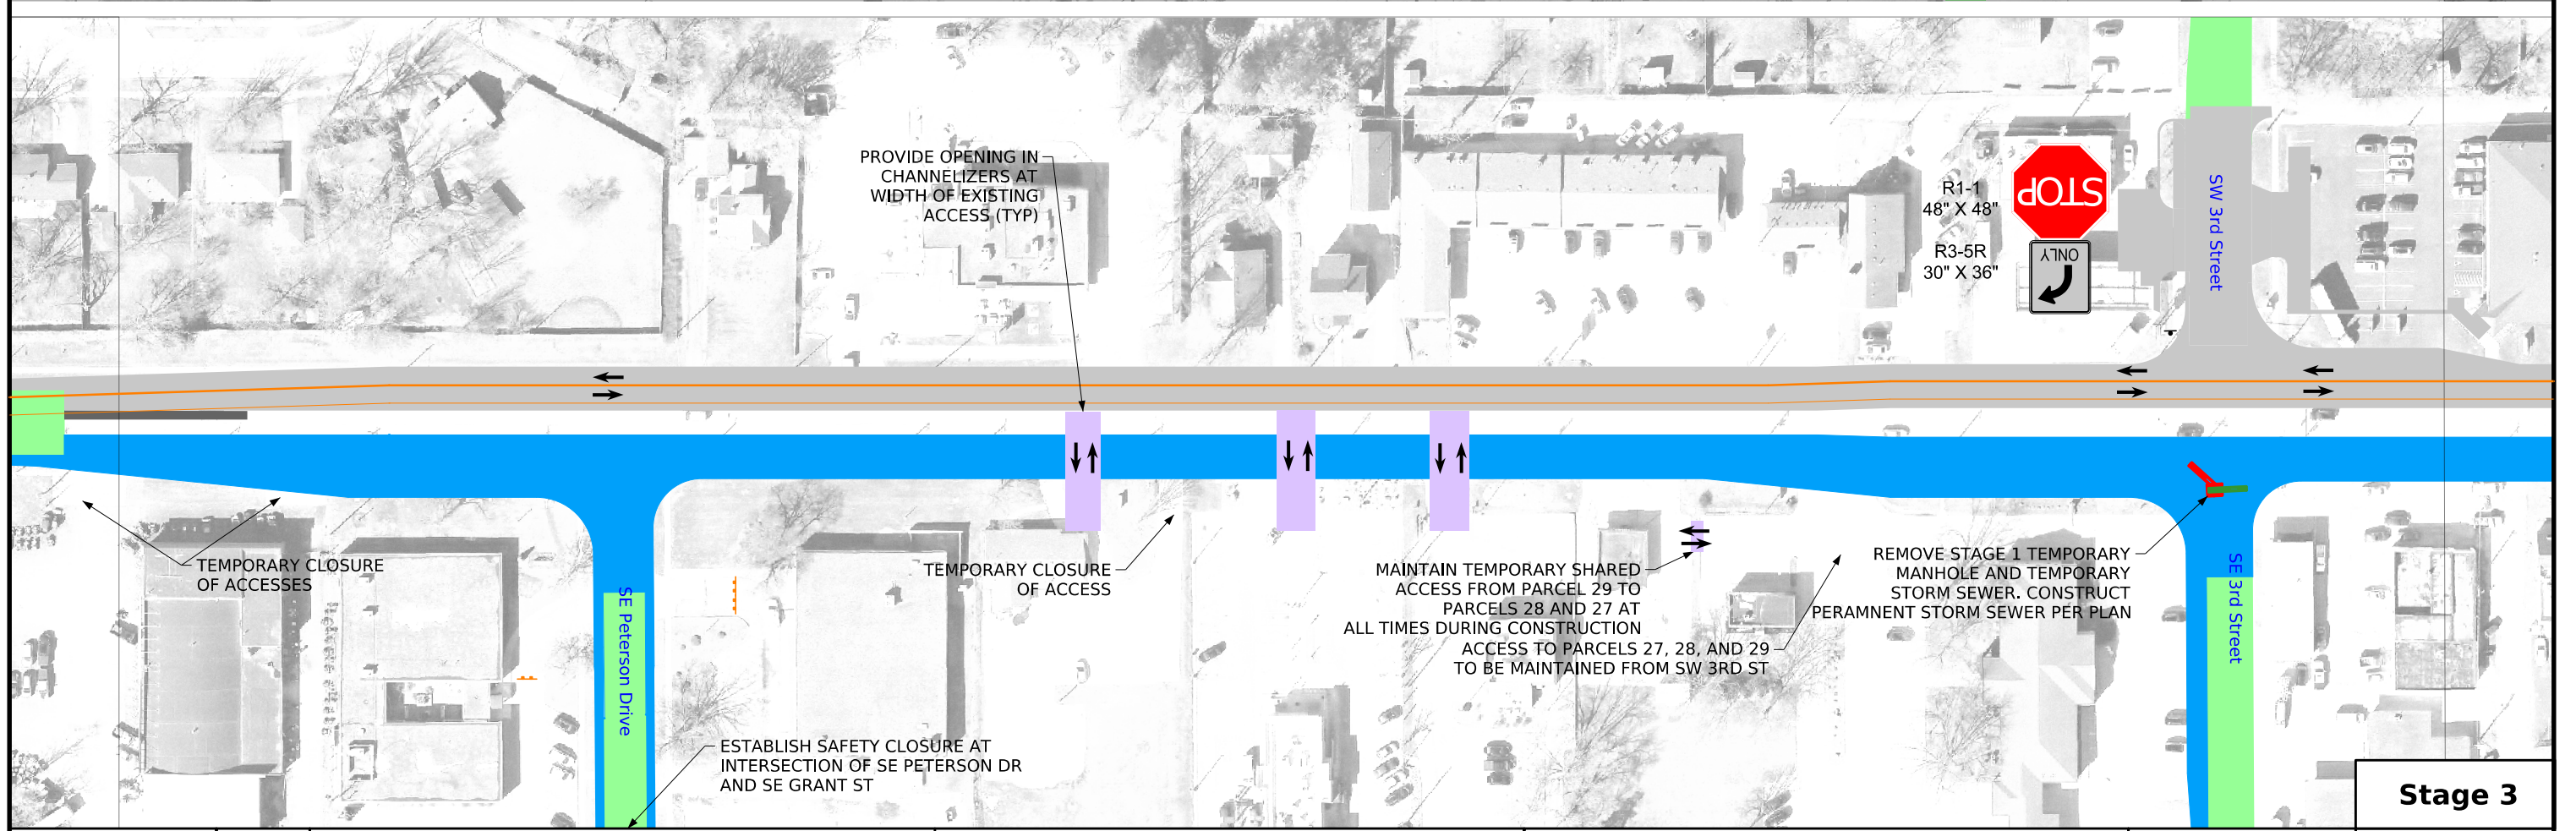 PROVIDE OPENING IN
CHANNELIZERS AT
WIDTH OF EXISTING
ACCESS (TYP)
R1-1
48" X 48"
STOP
R3-5R
30" X 36"
ONLY
SW 3rd Street
TEMPORARY CLOSURE
OF ACCESSES
SE Peterson Drive
TEMPORARY CLOSURE
OF ACCESS
MAINTAIN TEMPORARY SHARED
ACCESS FROM PARCEL 29 TO
PARCELS 28 AND 27 AT
ALL TIMES DURING CONSTRUCTION
ACCESS TO PARCELS 27, 28, AND 29
TO BE MAINTAINED FROM SW 3RD ST
REMOVE STAGE 1 TEMPORARY
MANHOLE AND TEMPORARY
STORM SEWER. CONSTRUCT
PERAMNENT STORM SEWER PER PLAN
SE 3rd Street
ESTABLISH SAFETY CLOSURE AT
INTERSECTION OF SE PETERSON DR
AND SE GRANT ST
Stage 3